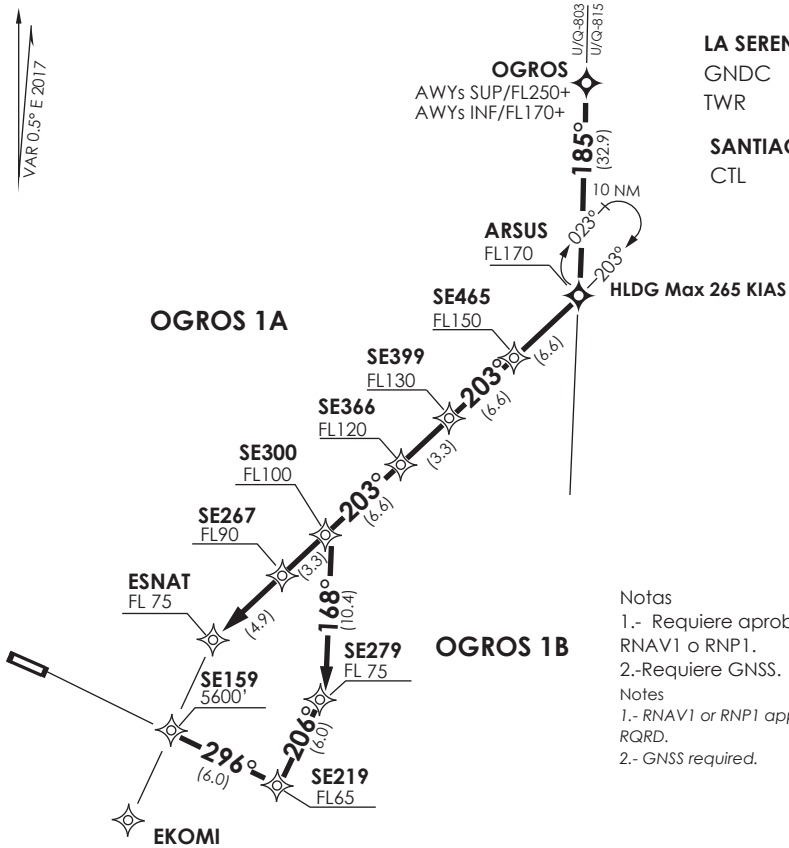 U/Q-803
U/Q-815
VAR 0.5° E 2017
OGROS
AWYs SUP/FL250+
AWYs INF/FL170+
LA SEREN
GNDC
TWR
SANTIAG
CTL
185°
(32.9)
10 NM
023°
203°
ARSUS
FL170
HLDG Max 265 KIAS
OGROS 1A
SE465
FL150
(6.6)
SE399
FL130
203°
(6.6)
SE366
FL120
(3.3)
SE300
FL100
203°
(6.6)
SE267
FL90
(3.3)
ESNAT
FL 75
(4.9)
168°
(10.4)
OGROS 1B
SE279
FL 75
SE159
5600'
206°
(6.0)
296°
(6.0)
SE219
FL65
EKOMI
Notas
1.- Requiere aprob
RNAV1 o RNP1.
2.-Requiere GNSS.
Notes
1.- RNAV1 or RNP1 app
RQRD.
2.- GNSS required.